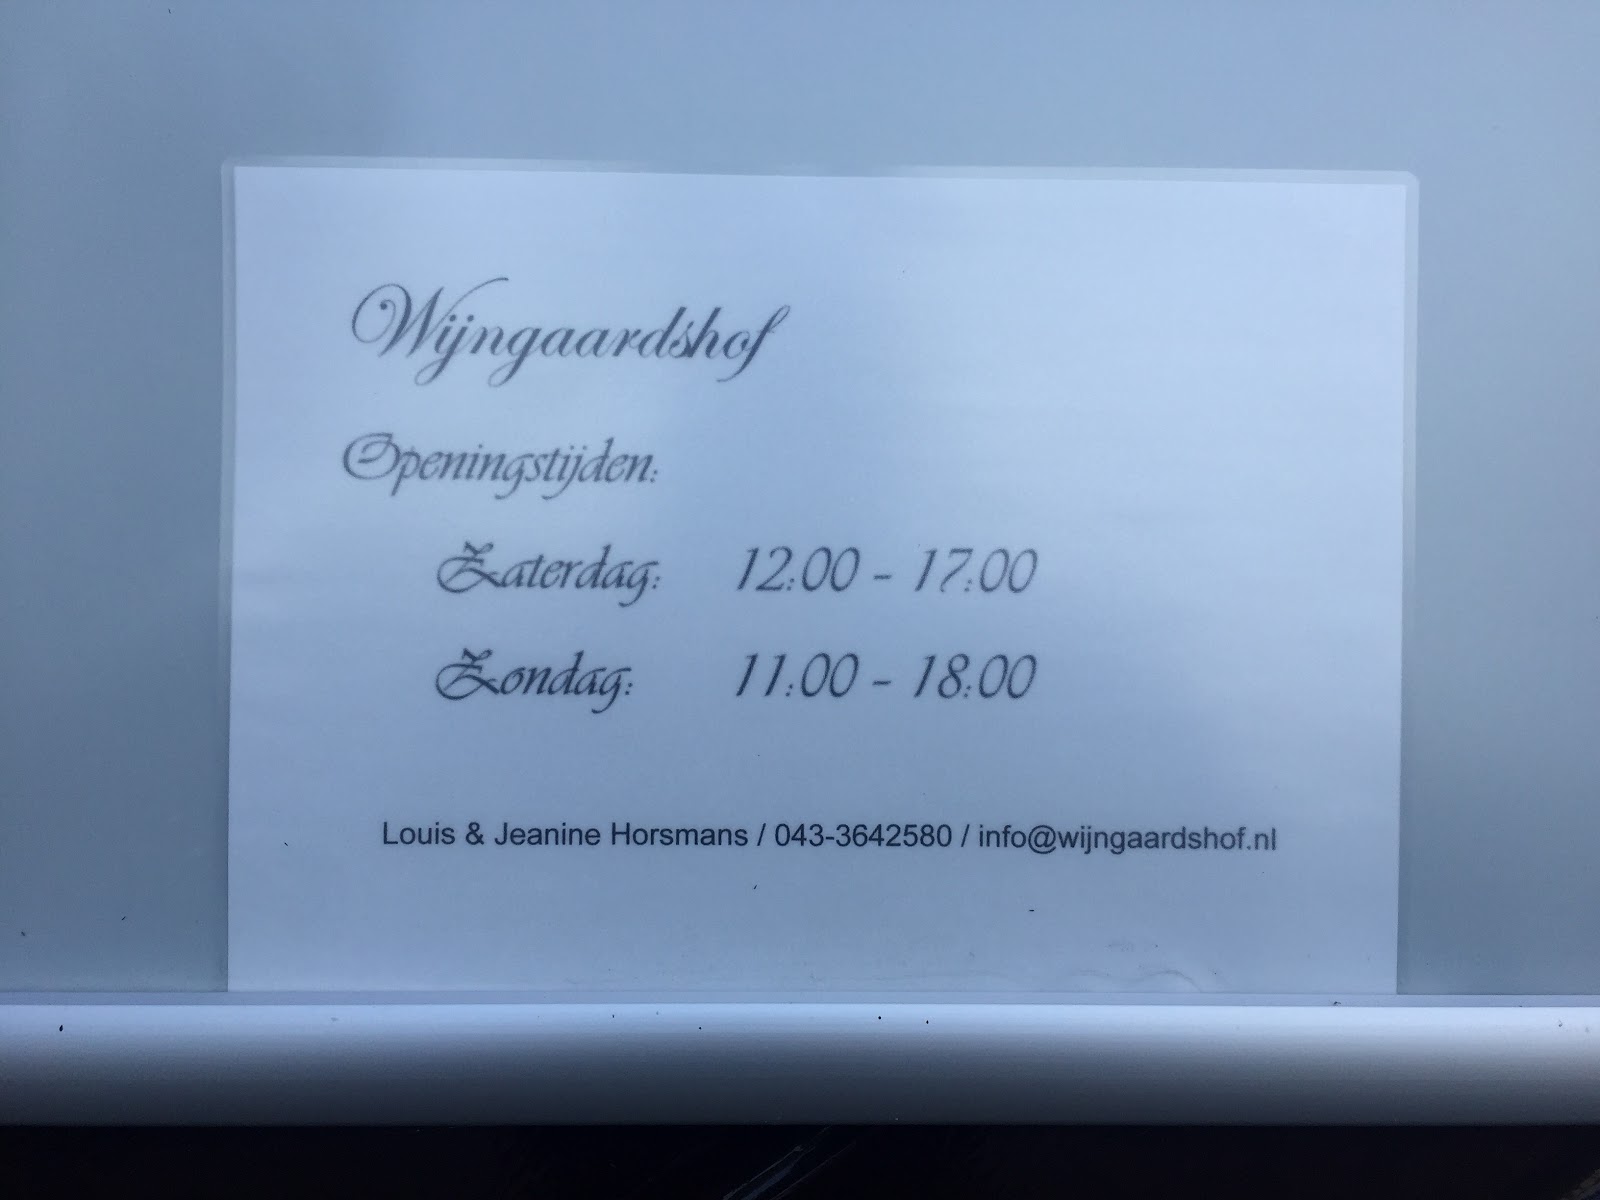 Wijngaardshof
Openingstijden:
Zaterdag: 12:00 - 17:00
Zondag: 11:00 - 18:00
Louis & Jeanine Horsmans / 043-3642580 / info@wijngaardshof.nl